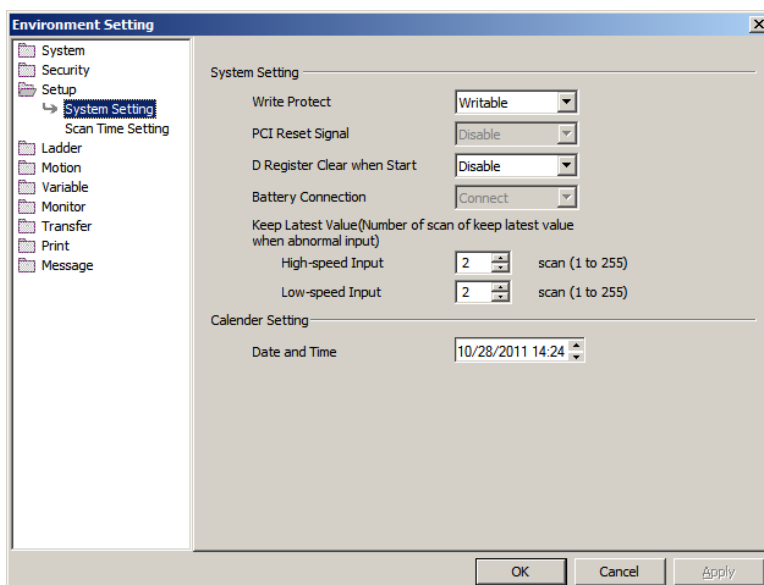 Environment Setting
System
Security
Setup
System Setting
Scan Time Setting
Ladder
Motion
Variable
Monitor
Transfer
Print
Message
System Setting
Write Protect Writable
PCI Reset Signal Disable
D Register Clear when Start Disable
Battery Connection Connect
Keep Latest Value(Number of scan of keep latest value
when abnormal input)
High-speed Input 2 scan (1 to 255)
Low-speed Input 2 scan (1 to 255)
Calender Setting
Date and Time 10/28/2011 14:24
OK Cancel Apply